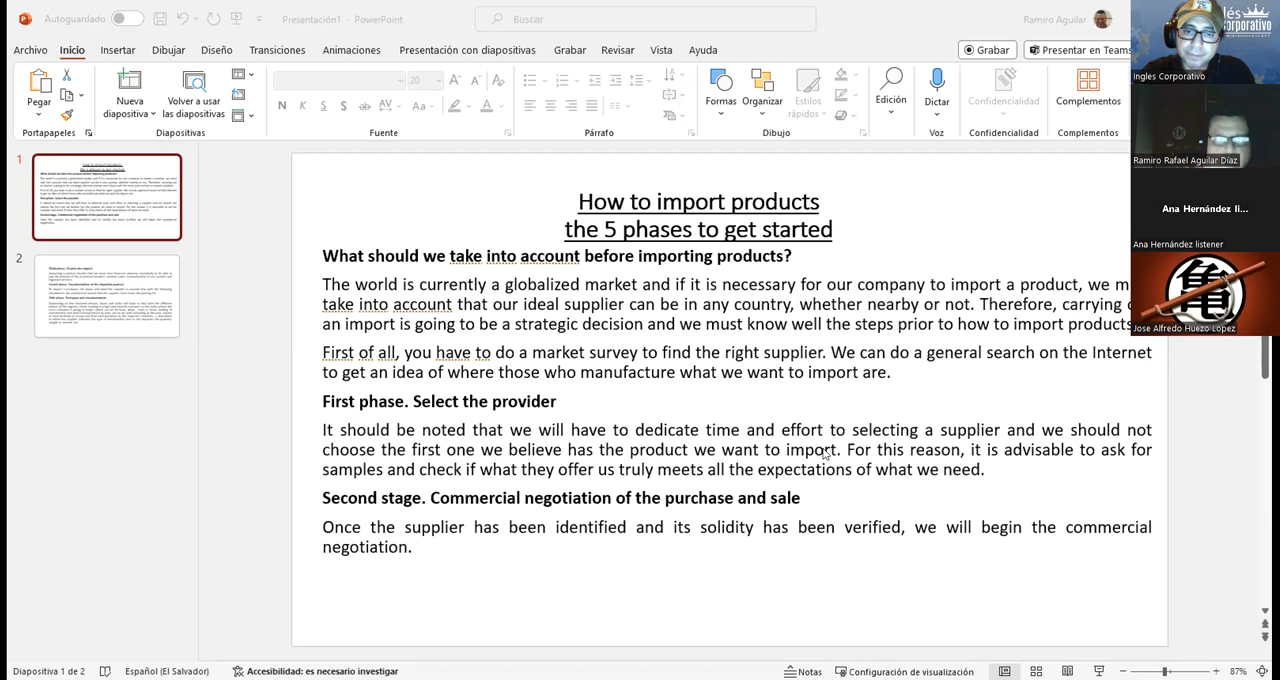 Autoguardado
Presentación1 - PowerPoint
Buscar
Ramiro Aguilar
Archivo Inicio Insertar Dibujar Diseño Transiciones Animaciones Presentación con diapositivas Grabar Revisar Vista Ayuda
Grabar
Presentar en Teams
Pegar
Nueva diapositiva
Volver a usar las diapositivas
20
N K S S ab AV Aa A
Formas
Organizar
Estilos rápidos
Edición
Dictar
Confidencialidad
Complementos
Portapapeles
Diapositivas
Fuente
Párrafo
Dibujo
Voz
Confidencialidad
Complementos
Ingles Corporativo
Ramiro Rafael Aguilar Díaz
Ana Hernández li...
Ana Hernández listener
Jose Alfredo Huezo Lopez
1
2
How to import products
the 5 phases to get started
What should we take into account before importing products?
The world is currently a globalized market and if it is necessary for our company to import a product, we m
take into account that our ideal supplier can be in any country, whether nearby or not. Therefore, carrying
an import is going to be a strategic decision and we must know well the steps prior to how to import products
First of all, you have to do a market survey to find the right supplier. We can do a general search on the Internet
to get an idea of where those who manufacture what we want to import are.
First phase. Select the provider
It should be noted that we will have to dedicate time and effort to selecting a supplier and we should not
choose the first one we believe has the product we want to import. For this reason, it is advisable to ask for
samples and check if what they offer us truly meets all the expectations of what we need.
Second stage. Commercial negotiation of the purchase and sale
Once the supplier has been identified and its solidity has been verified, we will begin the commercial
negotiation.
Diapositiva 1 de 2
Español (El Salvador)
Accesibilidad: es necesario investigar
Notas
Configuración de visualización
87%